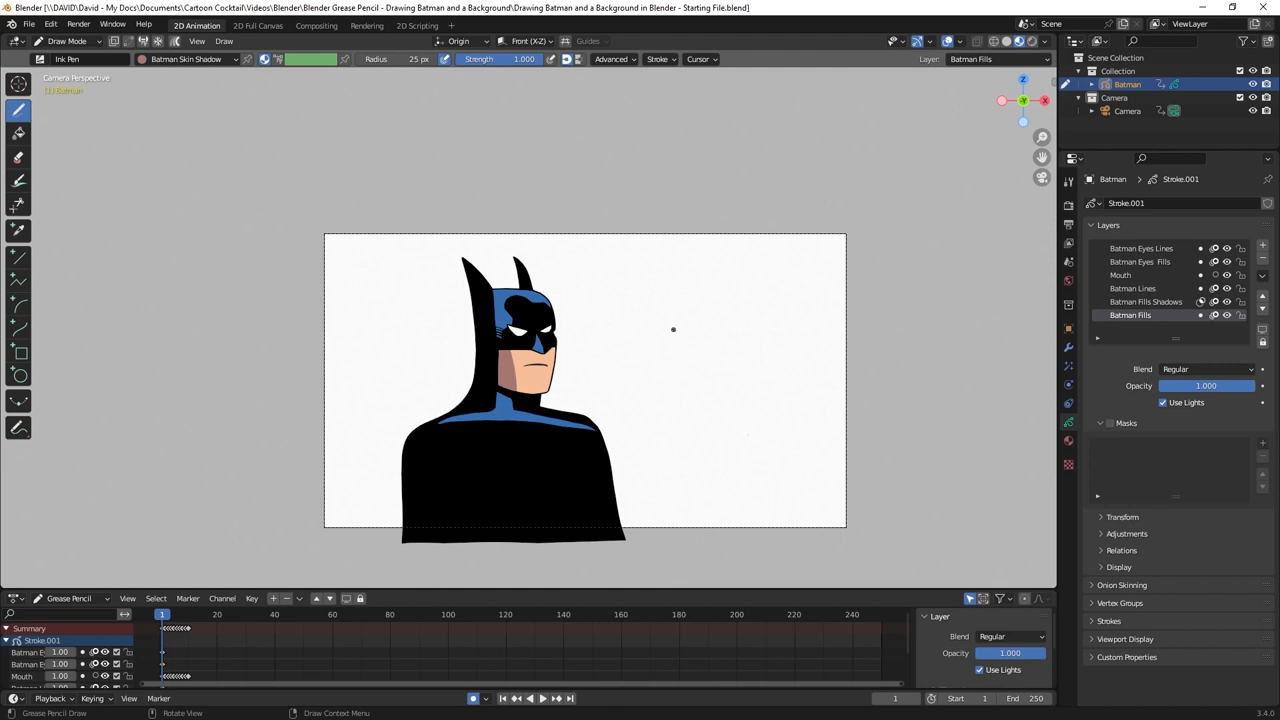 Blender [\\DAVID\David - My Docs\Documents\Cartoon Cocktail\Videos\Blender\Blender Grease Pencil - Drawing Batman and a Background\Drawing Batman and a Background in Blender - Starting File.blend]
File Edit Render Window Help 2D Animation 2D Full Canvas Compositing Rendering 2D Scripting + Scene ViewLayer
Draw Mode View Draw Origin Front (X-Z) Guides
Ink Pen Batman Skin Shadow Radius 25 px Strength 1.000 Advanced Stroke Cursor Layer: Batman Fills
Camera Perspective
(1) Batman
Z
-Y X
Scene Collection
Collection
Batman
Camera
Camera
Batman > Stroke.001
Stroke.001
Layers
Batman Eyes Lines
Batman Eyes Fills
Mouth
Batman Lines
Batman Fills Shadows
Batman Fills
Blend Regular
Opacity 1.000
Use Lights
Masks
Transform
Adjustments
Relations
Display
Onion Skinning
Vertex Groups
Strokes
Viewport Display
Custom Properties
Grease Pencil View Select Marker Channel Key
1 20 40 60 80 100 120 140 160 180 200 220 240
Summary
Stroke.001
Batman E 1.00
Batman E 1.00
Mouth 1.00
Layer
Blend Regular
Opacity 1.000
Use Lights
Playback Keying View Marker 1 Start 1 End 250
Grease Pencil Draw Rotate View Draw Context Menu 3.4.0